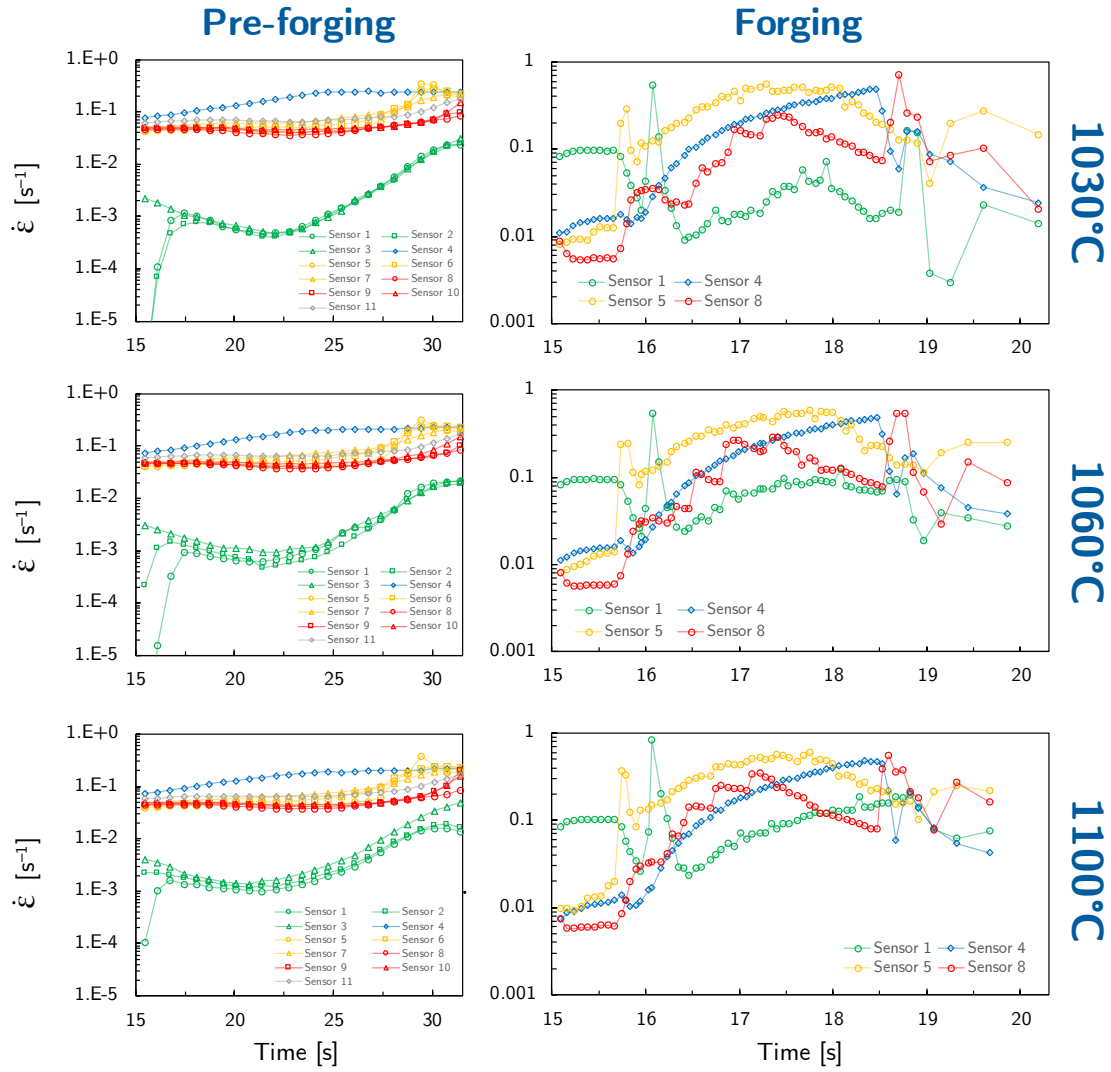 Pre-forging Forging
1.E+0
1.E-1
1.E-2
1.E-3
1.E-4
1.E-5
ε̇ [s⁻¹]
15 20 25 30
Sensor 1 Sensor 2
Sensor 3 Sensor 4
Sensor 5 Sensor 6
Sensor 7 Sensor 8
Sensor 9 Sensor 10
Sensor 11
1
0.1
0.01
0.001
15 16 17 18 19 20
Sensor 1 Sensor 4
Sensor 5 Sensor 8
1030°C
1.E+0
1.E-1
1.E-2
1.E-3
1.E-4
1.E-5
ε̇ [s⁻¹]
15 20 25 30
Sensor 1 Sensor 2
Sensor 3 Sensor 4
Sensor 5 Sensor 6
Sensor 7 Sensor 8
Sensor 9 Sensor 10
Sensor 11
1
0.1
0.01
0.001
15 16 17 18 19 20
Sensor 1 Sensor 4
Sensor 5 Sensor 8
1060°C
1.E+0
1.E-1
1.E-2
1.E-3
1.E-4
1.E-5
ε̇ [s⁻¹]
15 20 25 30
Time [s]
Sensor 1 Sensor 2
Sensor 3 Sensor 4
Sensor 5 Sensor 6
Sensor 7 Sensor 8
Sensor 9 Sensor 10
Sensor 11
1
0.1
0.01
0.001
15 16 17 18 19 20
Time [s]
Sensor 1 Sensor 4
Sensor 5 Sensor 8
1100°C